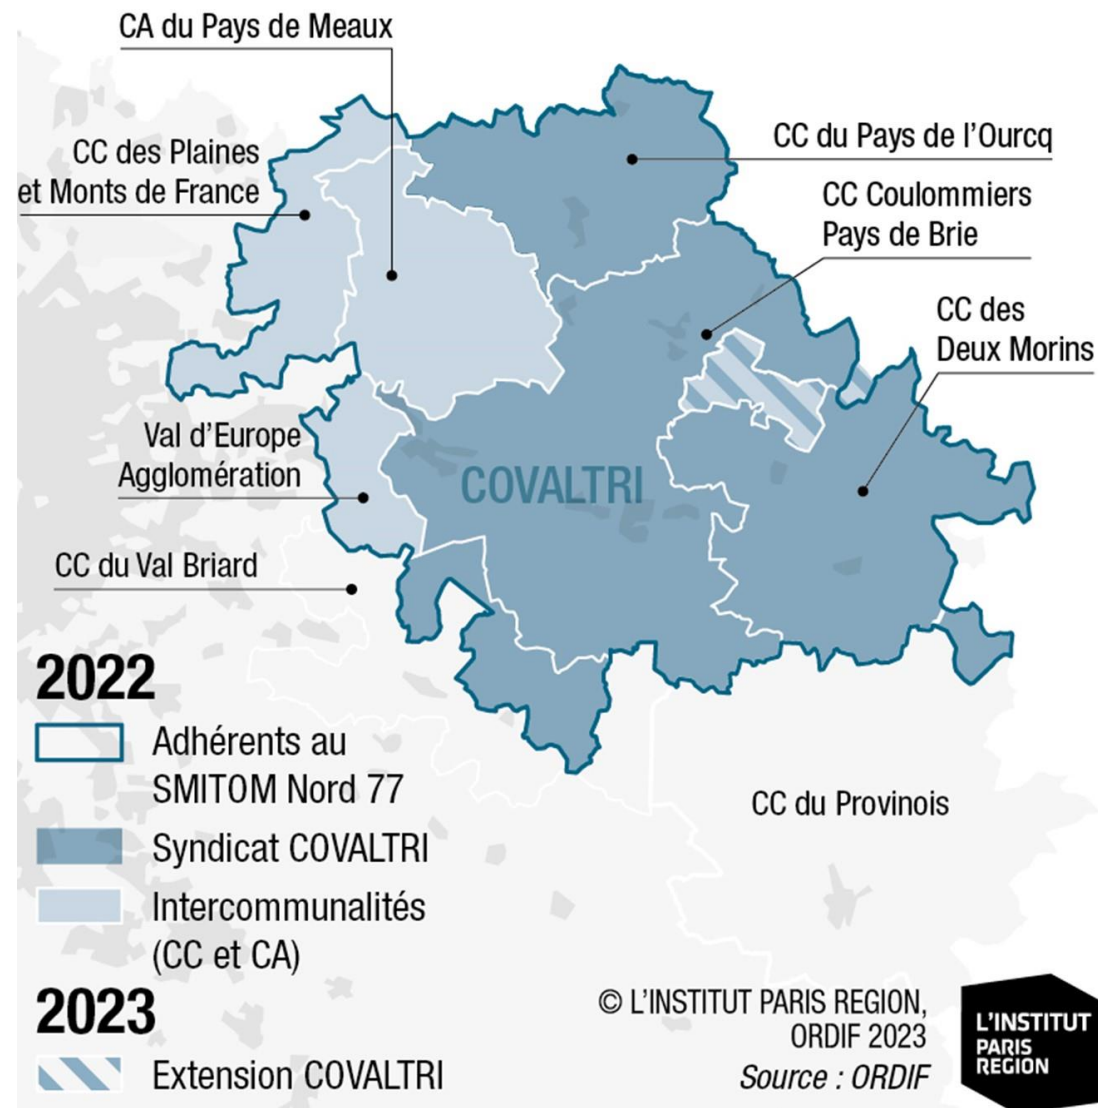 CA du Pays de Meaux
CC des Plaines
et Monts de France
CC du Pays de l'Ourcq
CC Coulommiers
Pays de Brie
CC des
Deux Morins
Val d'Europe
Agglomération
COVALTRI
CC du Val Briard
2022
Adhérents au
SMITOM Nord 77
Syndicat COVALTRI
Intercommunalités
(CC et CA)
CC du Provinois
2023
Extension COVALTRI
© L'INSTITUT PARIS REGION,
ORDIF 2023
Source : ORDIF
L'INSTITUT
PARIS
REGION